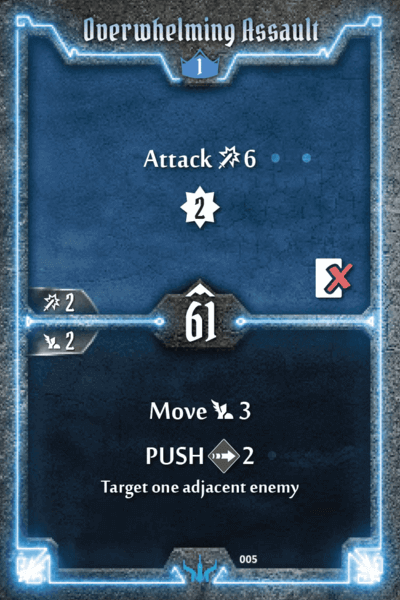 Overwhelming Assault
1
Attack 6
2
2
61
2
Move 3
PUSH 2
Target one adjacent enemy
005